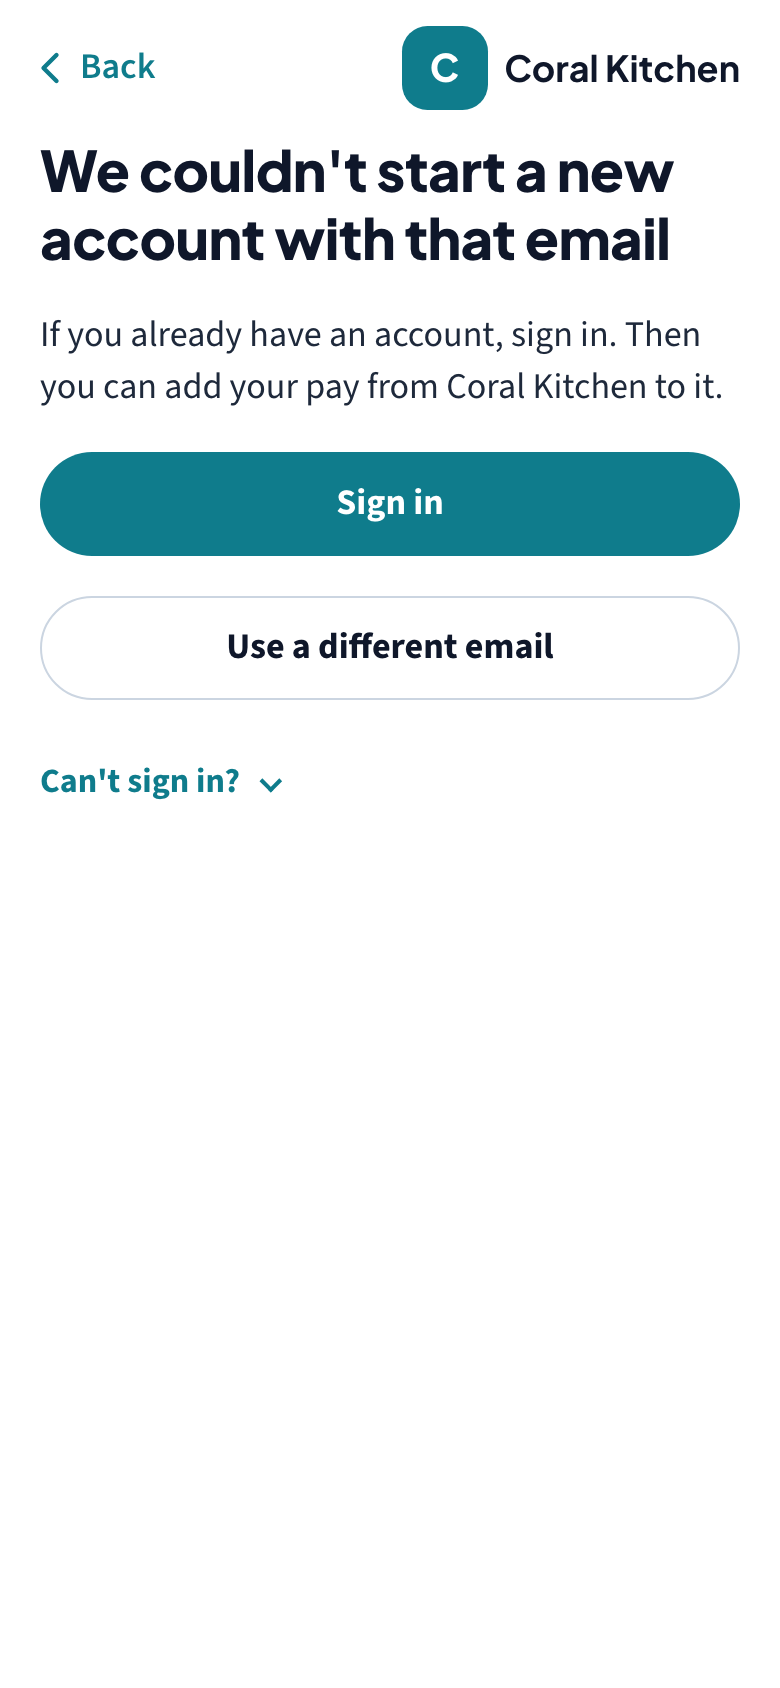 Back
C
Coral Kitchen
We couldn't start a new
account with that email
If you already have an account, sign in. Then
you can add your pay from Coral Kitchen to it.
Sign in
Use a different email
Can't sign in?